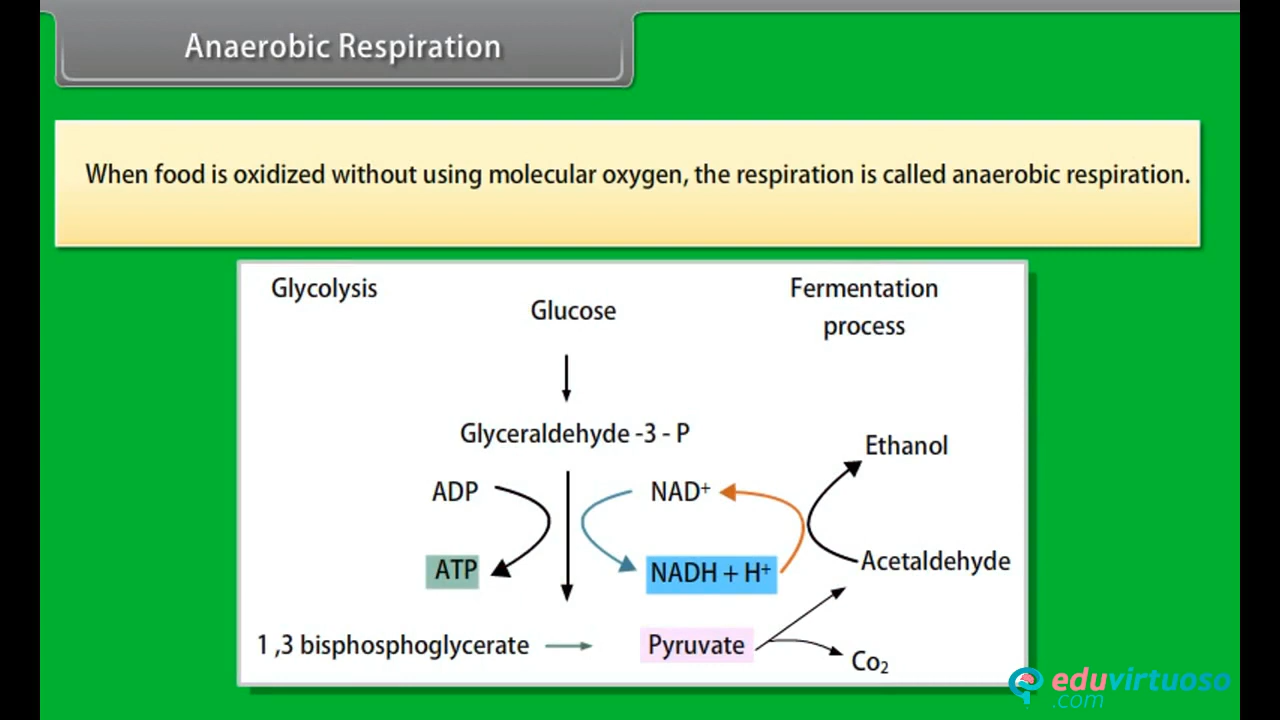 Anaerobic Respiration
When food is oxidized without using molecular oxygen, the respiration is called anaerobic respiration.
Glycolysis
Fermentation
process
Glucose
Glyceraldehyde -3 - P
Ethanol
ADP
NAD⁺
ATP
NADH + H⁺
Acetaldehyde
1 ,3 bisphosphoglycerate
Pyruvate
Co₂
eduvirtuoso
.com